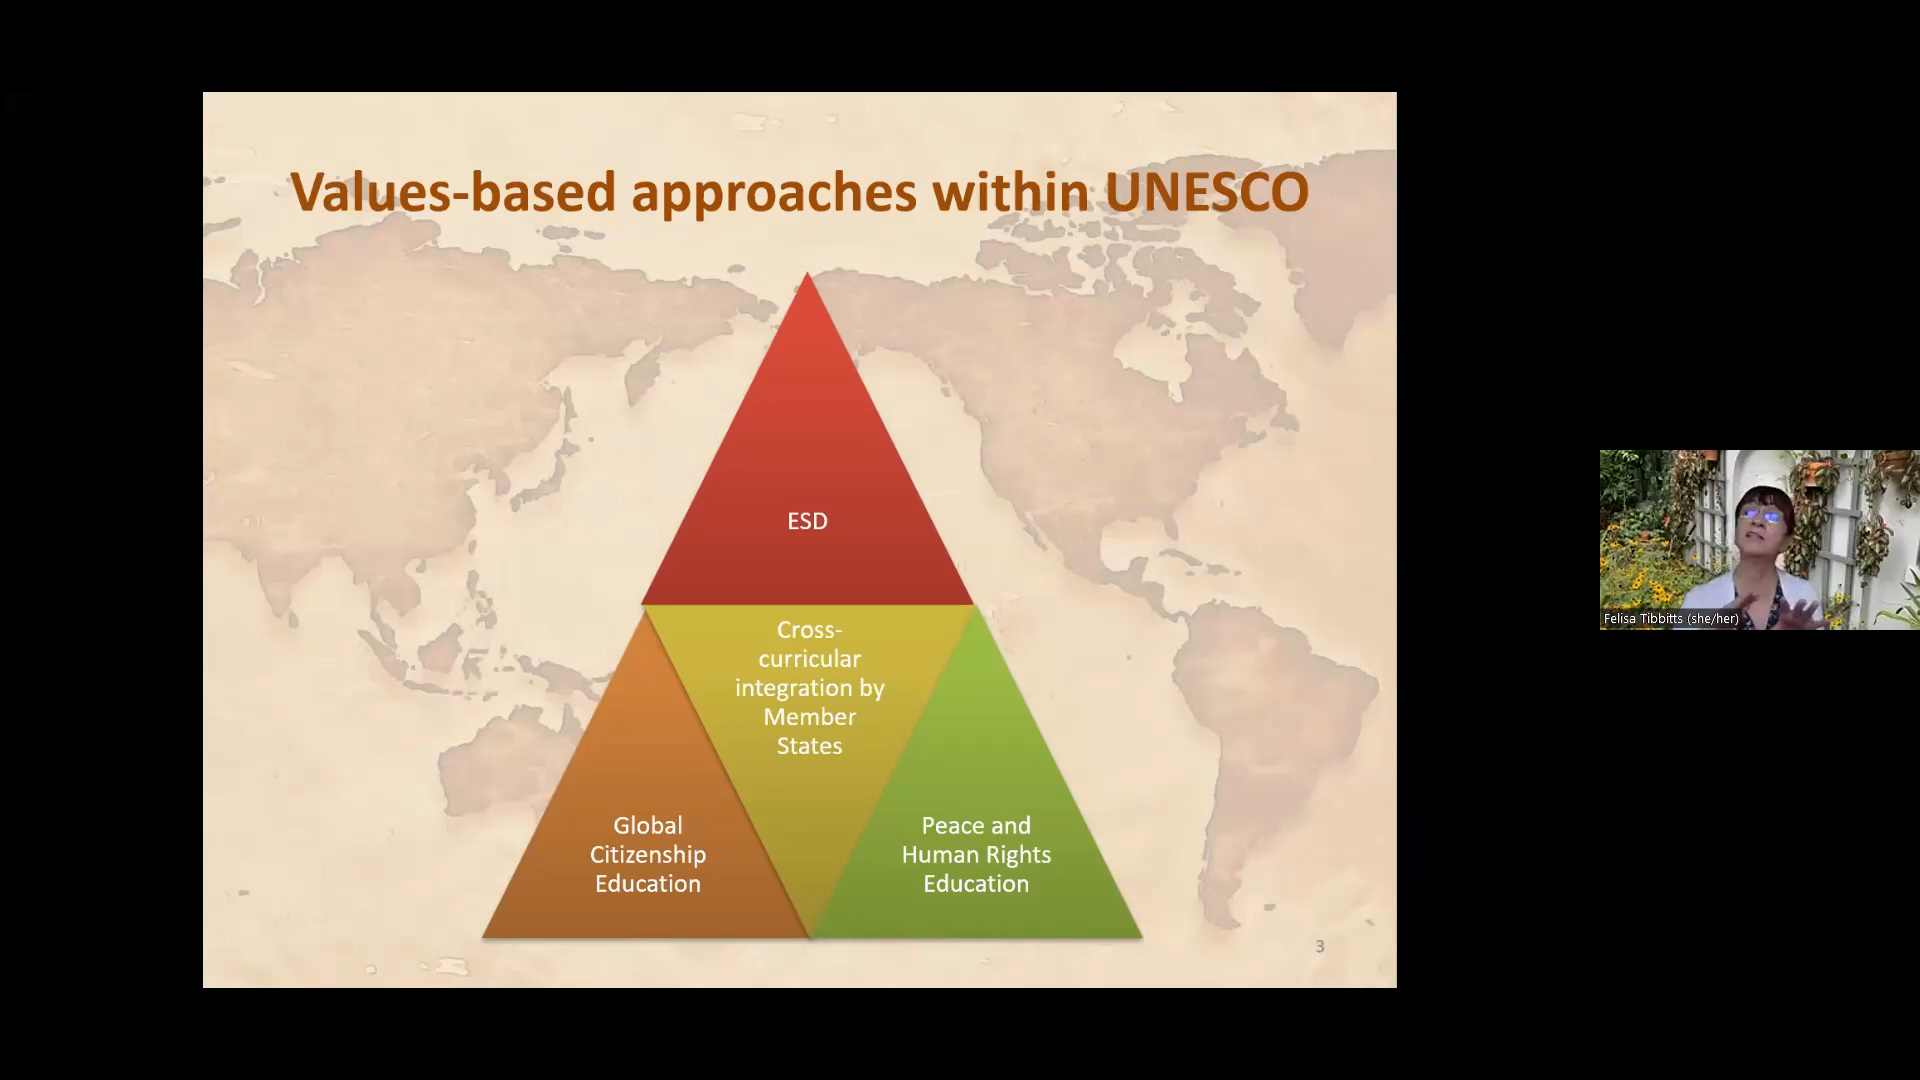 Values-based approaches within UNESCO
ESD
Cross-
curricular
integration by
Member
States
Global
Citizenship
Education
Peace and
Human Rights
Education
3
Felisa Tibbitts (she/her)